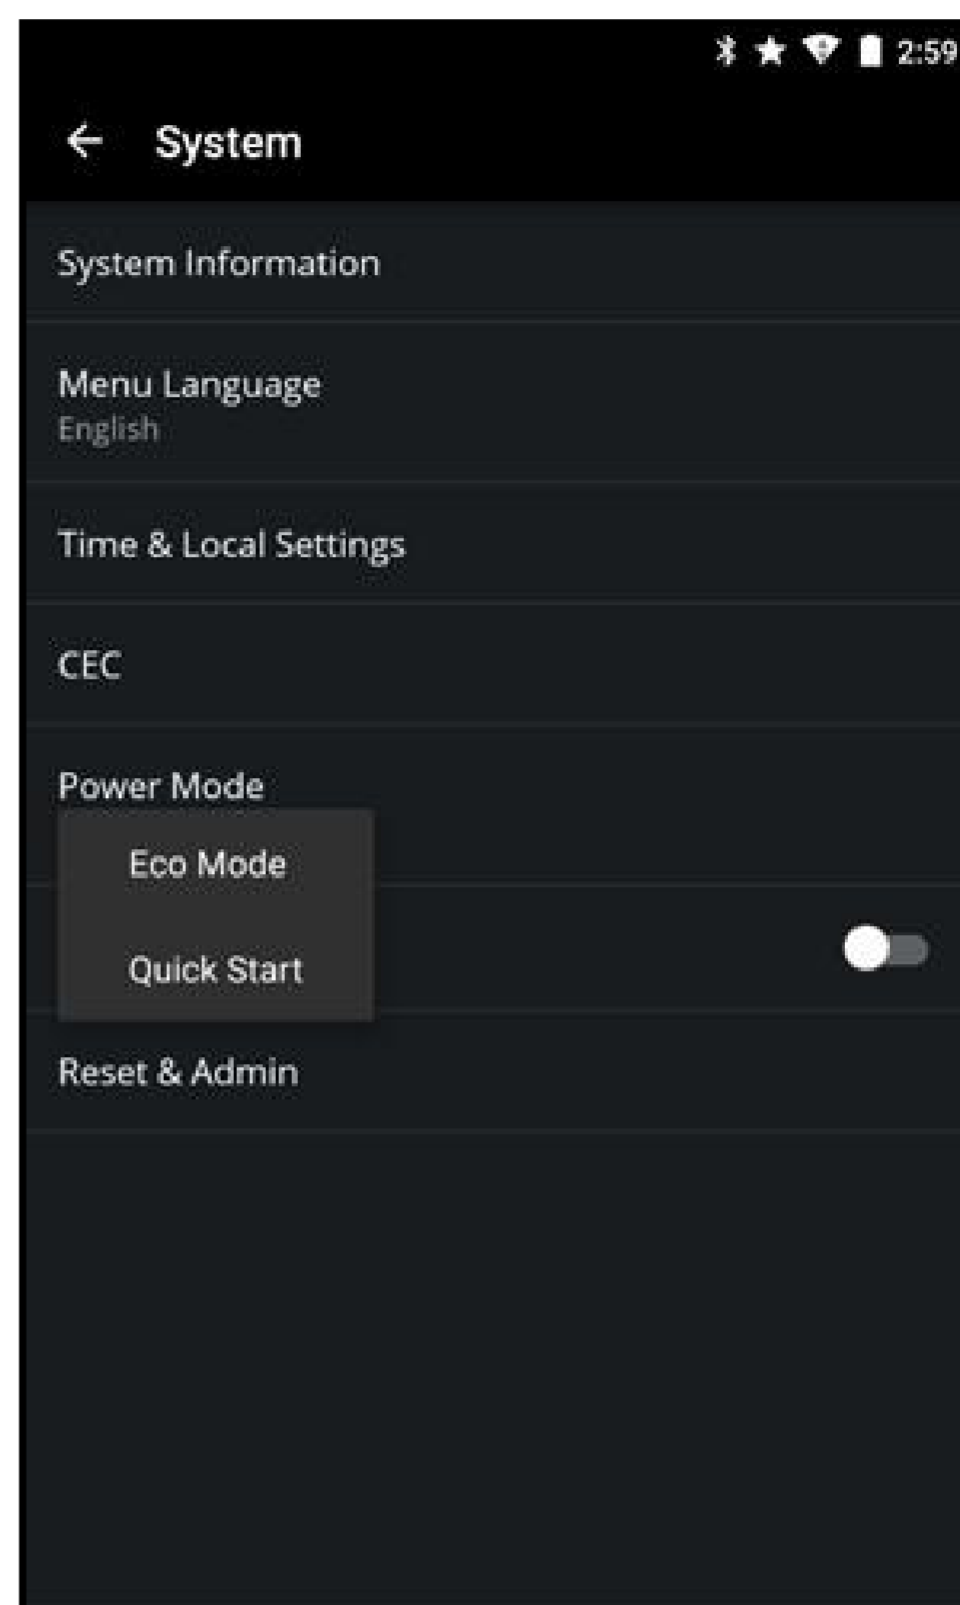 2:59
System
System Information
Menu Language
English
Time & Local Settings
CEC
Power Mode
Eco Mode
Quick Start
Reset & Admin